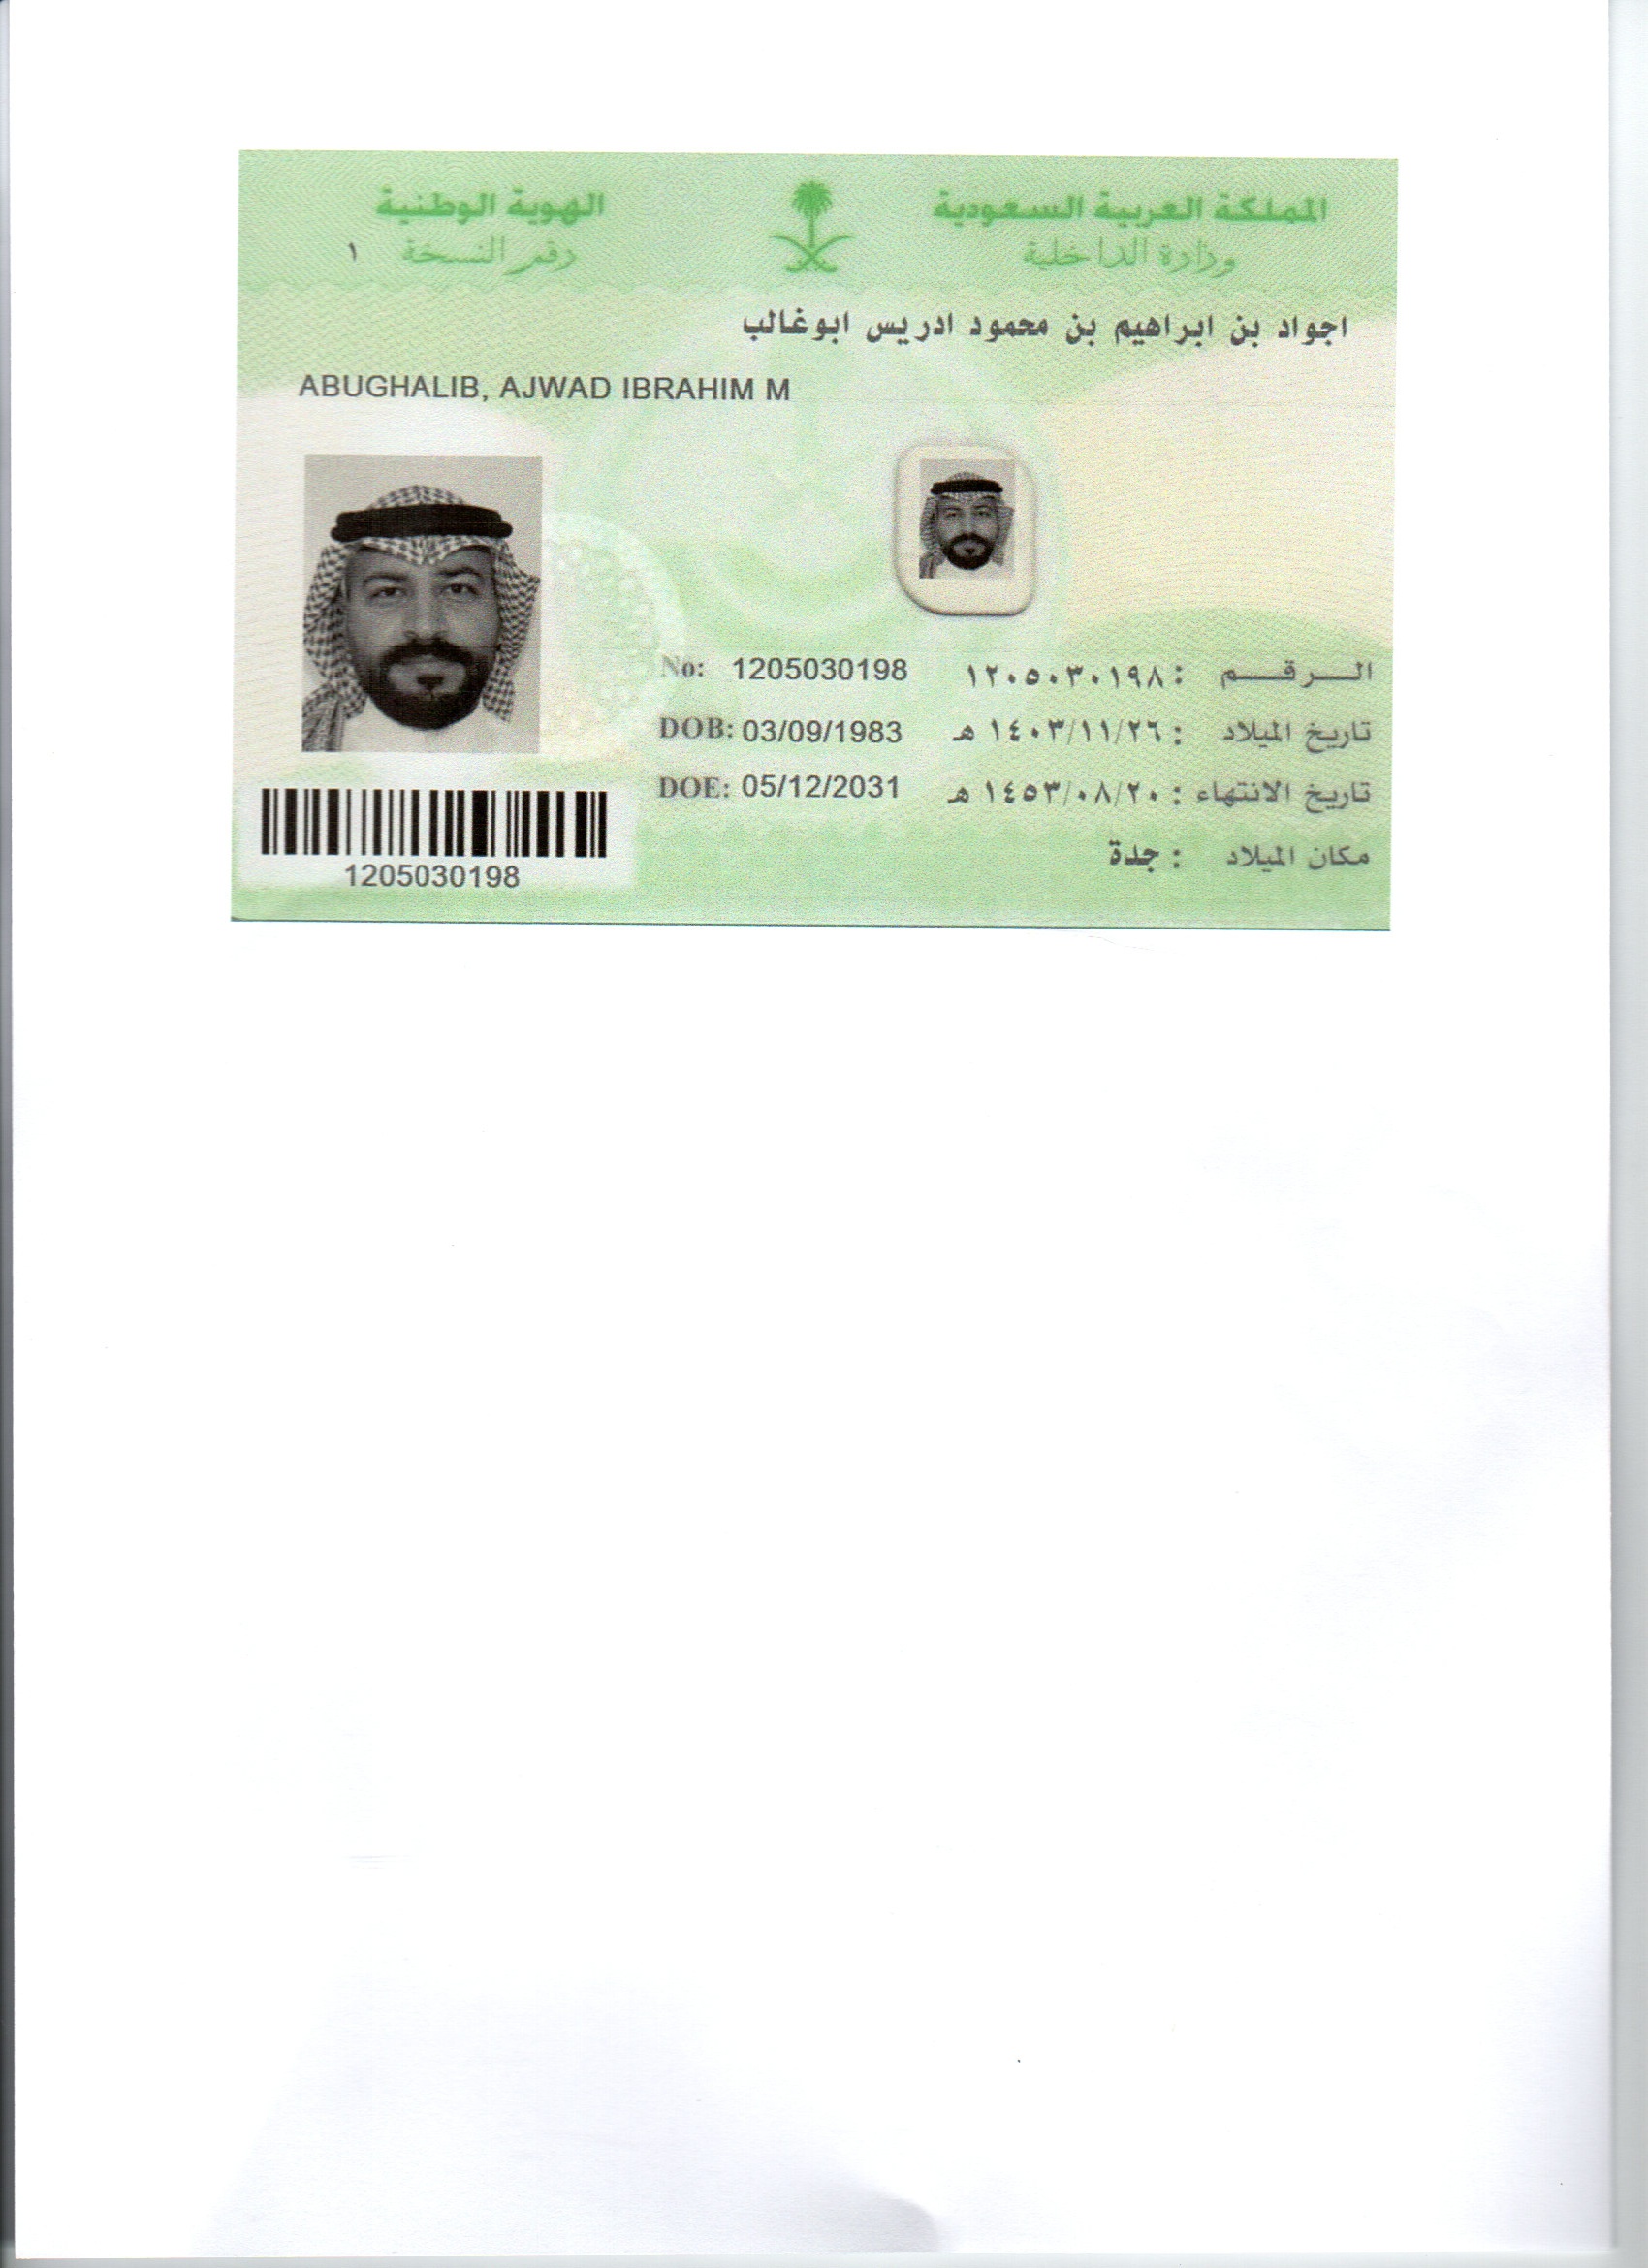 المملكة العربية السعودية
وزارة الداخلية
الهوية الوطنية
رقم النسخة ١
اجواد بن ابراهيم بن محمود ادريس ابوغالب
ABUGHALIB, AJWAD IBRAHIM M
الرقم : ١٢٠٥٠٣٠١٩٨ No: 1205030198
تاريخ الميلاد : ١٤٠٣/١١/٢٦ هـ DOB: 03/09/1983
تاريخ الانتهاء : ١٤٥٣/٠٨/٢٠ هـ DOE: 05/12/2031
مكان الميلاد : جدة
1205030198